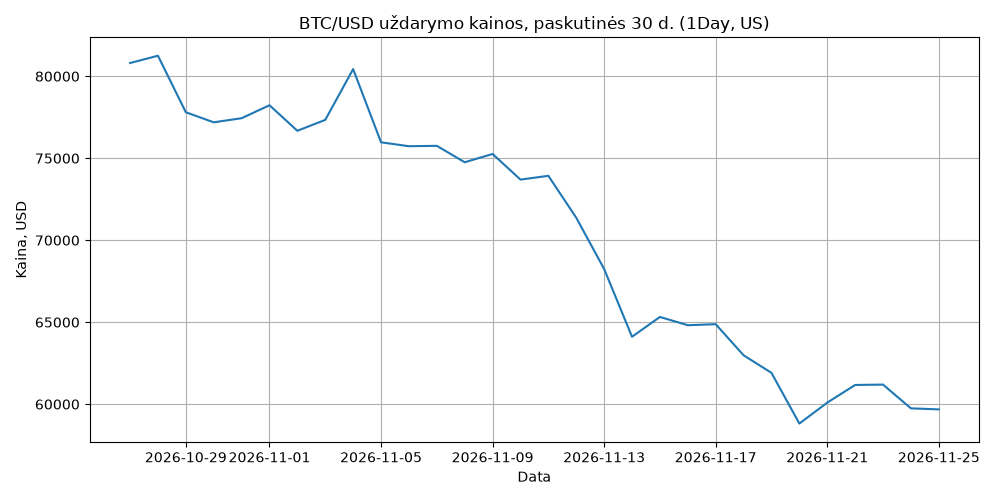 BTC/USD uždarymo kainos, paskutinės 30 d. (1Day, US)
80000
75000
70000
65000
60000
Kaina, USD
2026-10-29 2026-11-01 2026-11-05 2026-11-09 2026-11-13 2026-11-17 2026-11-21 2026-11-25
Data